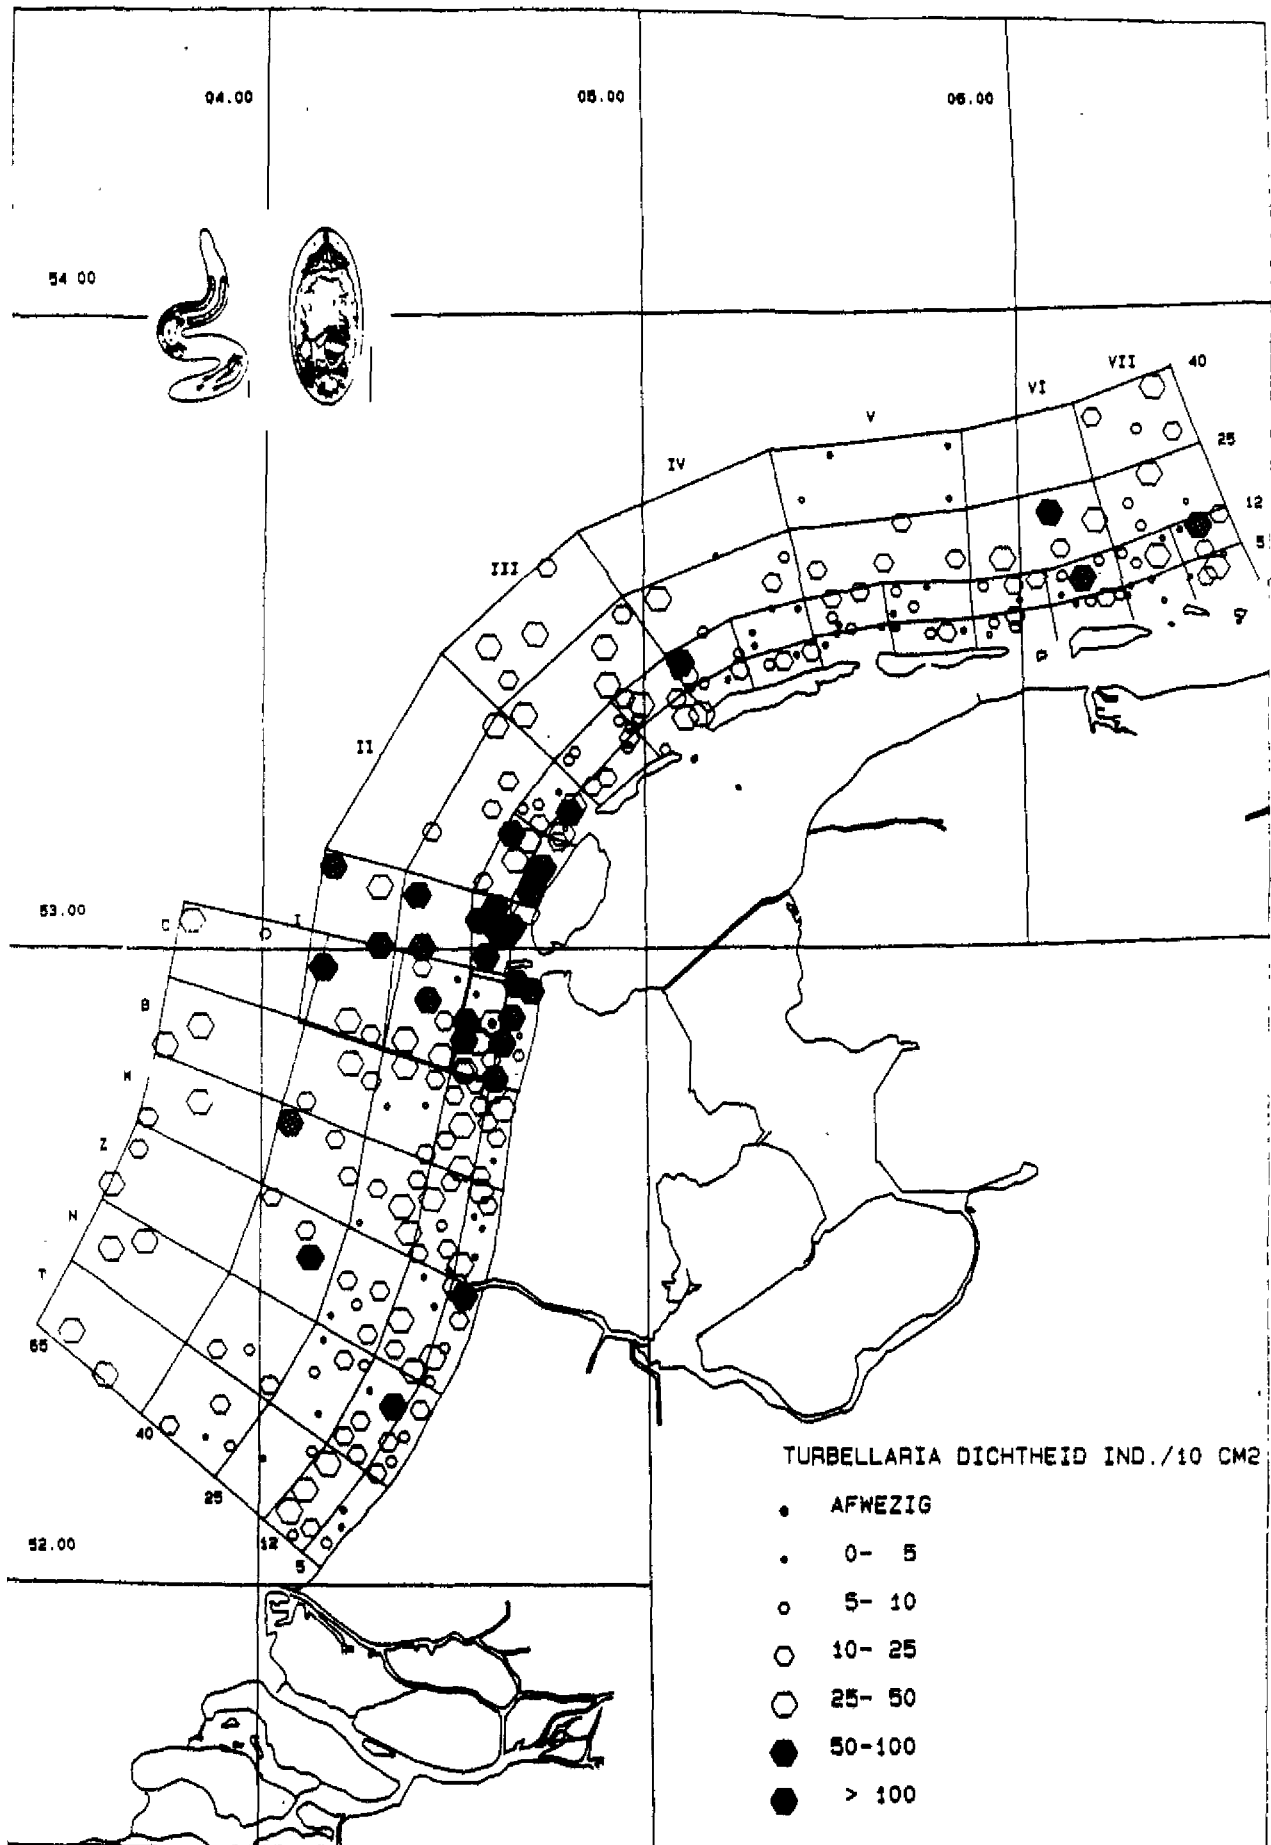 04.00 05.00 06.00
54 00
VII 40
VI
V 25
IV
12
III 5
II
53.00
C I
B
M
Z
N
T
65
40
25
12
52.00
5
TURBELLARIA DICHTHEID IND./10 CM2
AFWEZIG
0- 5
5- 10
10- 25
25- 50
50-100
> 100